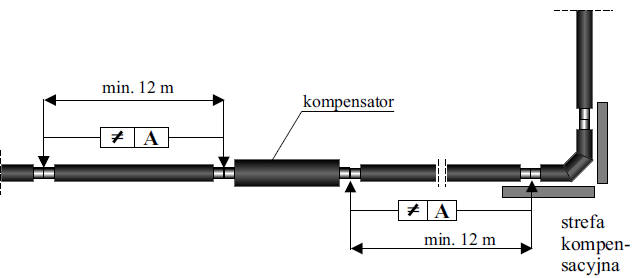 min. 12 m
kompensator
≠ A
≠ A
min. 12 m
strefa
kompen-
sacyjna